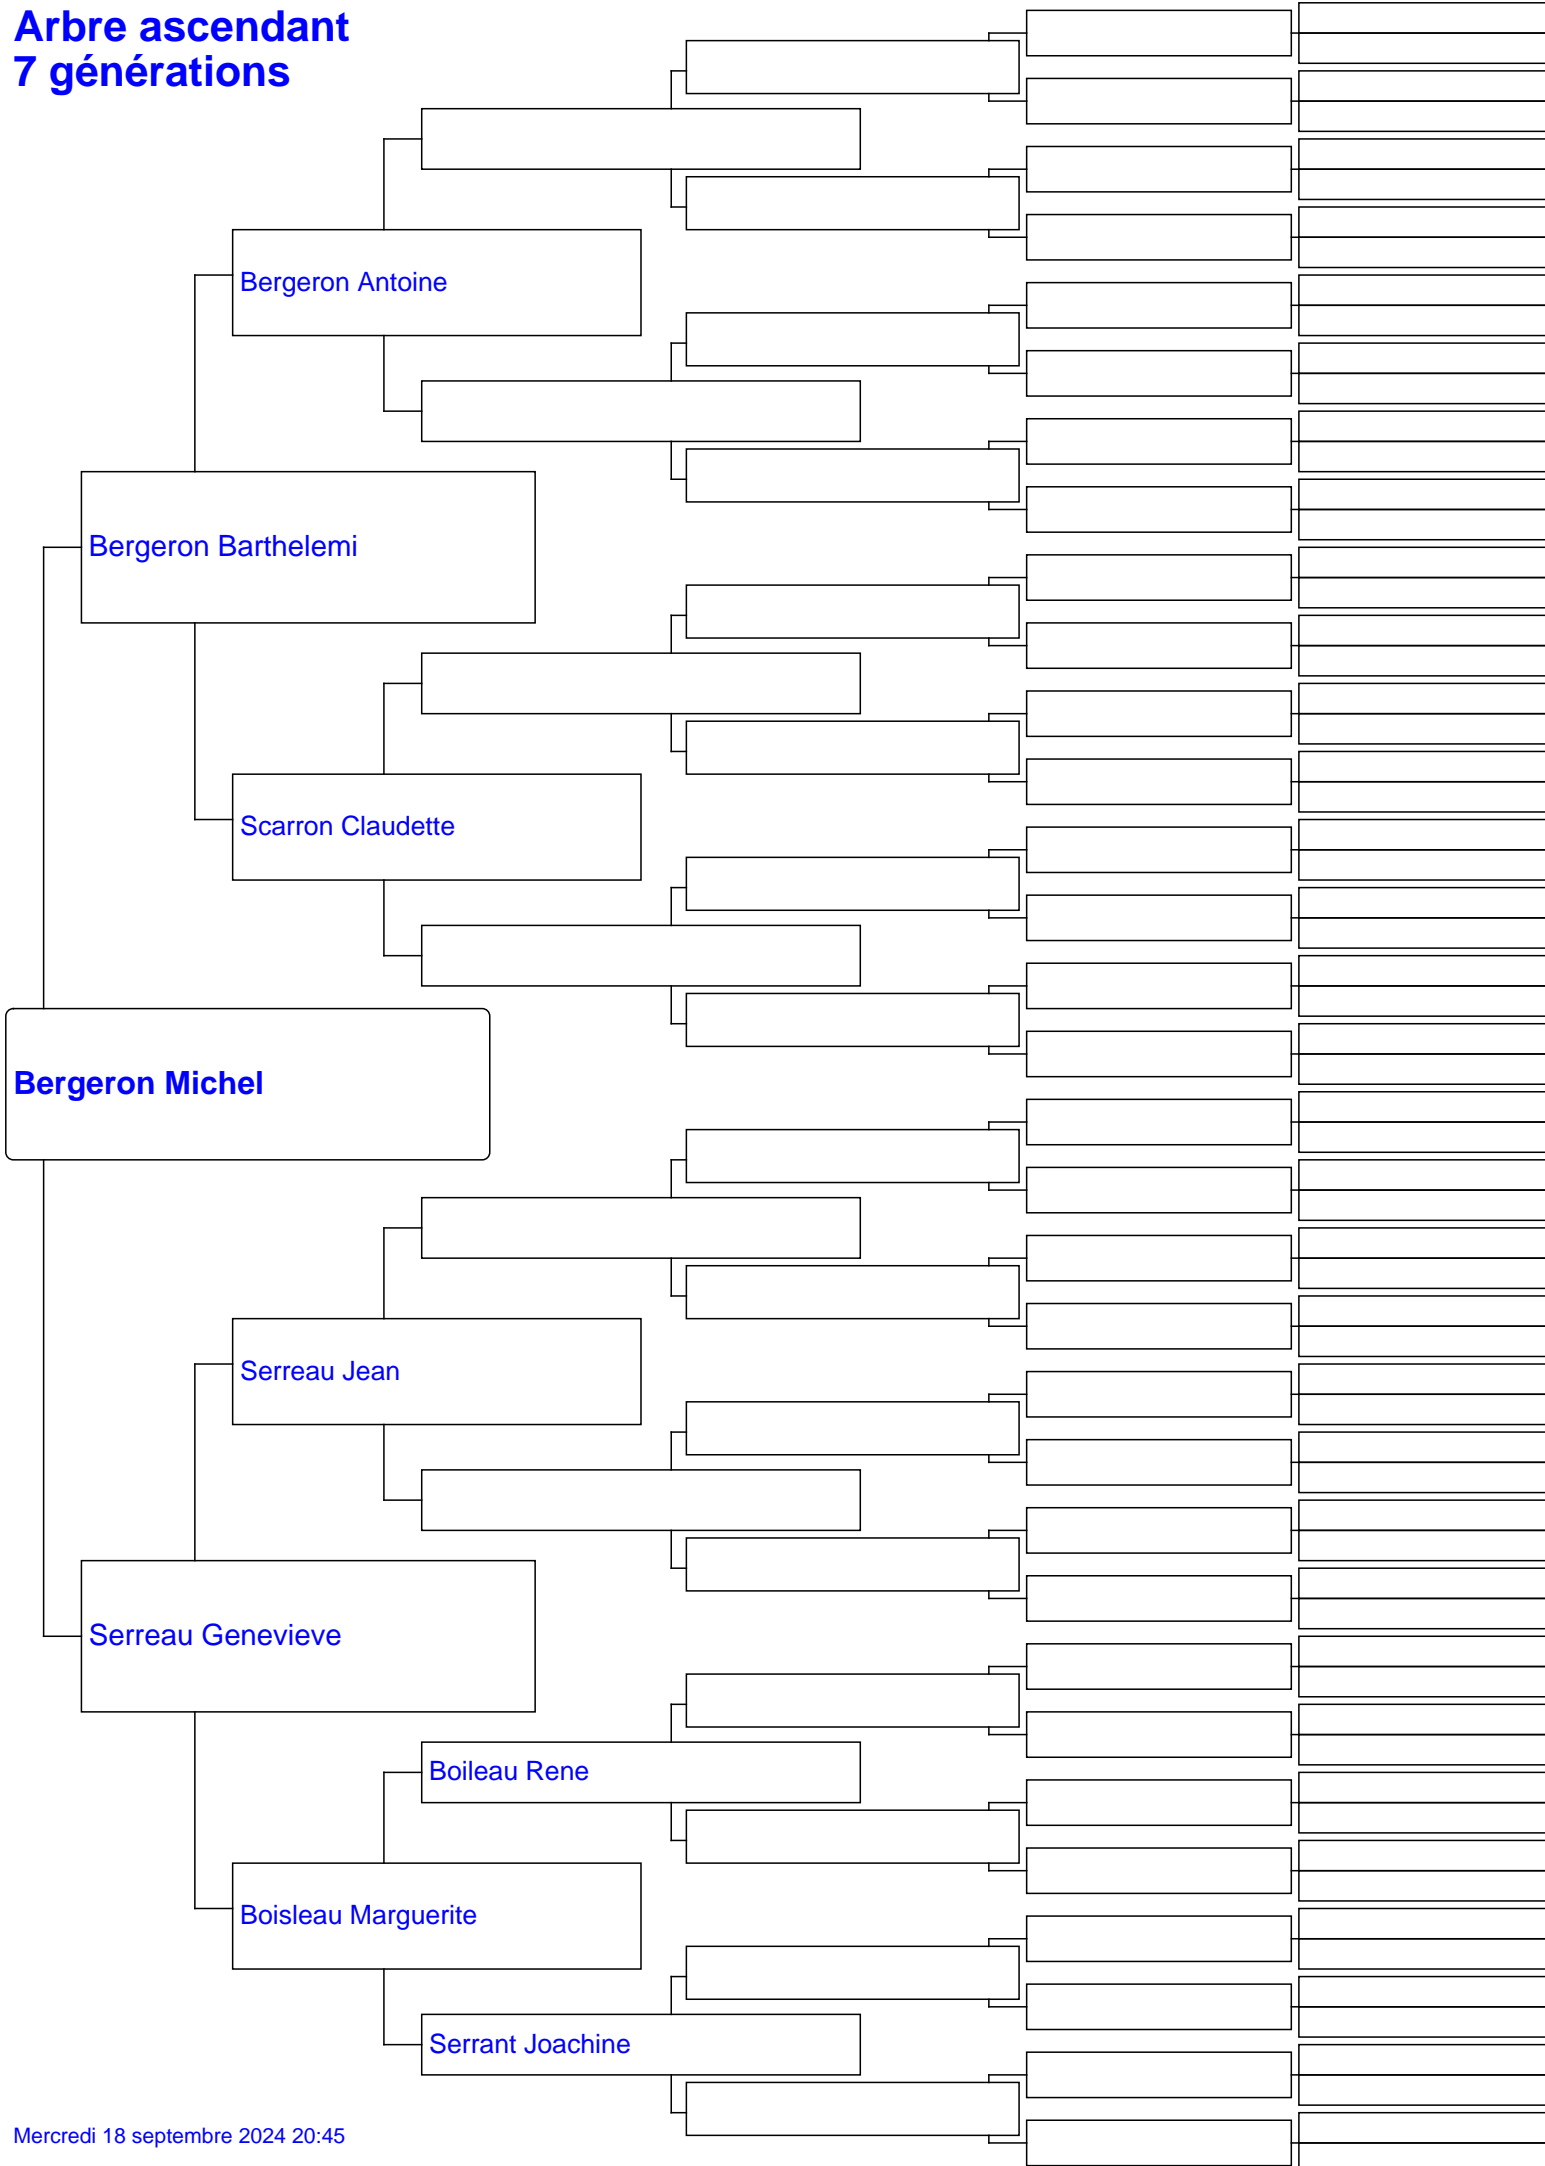 Arbre ascendant
7 générations
Bergeron Antoine
Bergeron Barthelemi
Scarron Claudette
Bergeron Michel
Serreau Jean
Serreau Genevieve
Boileau Rene
Boisleau Marguerite
Serrant Joachine
Mercredi 18 septembre 2024 20:45